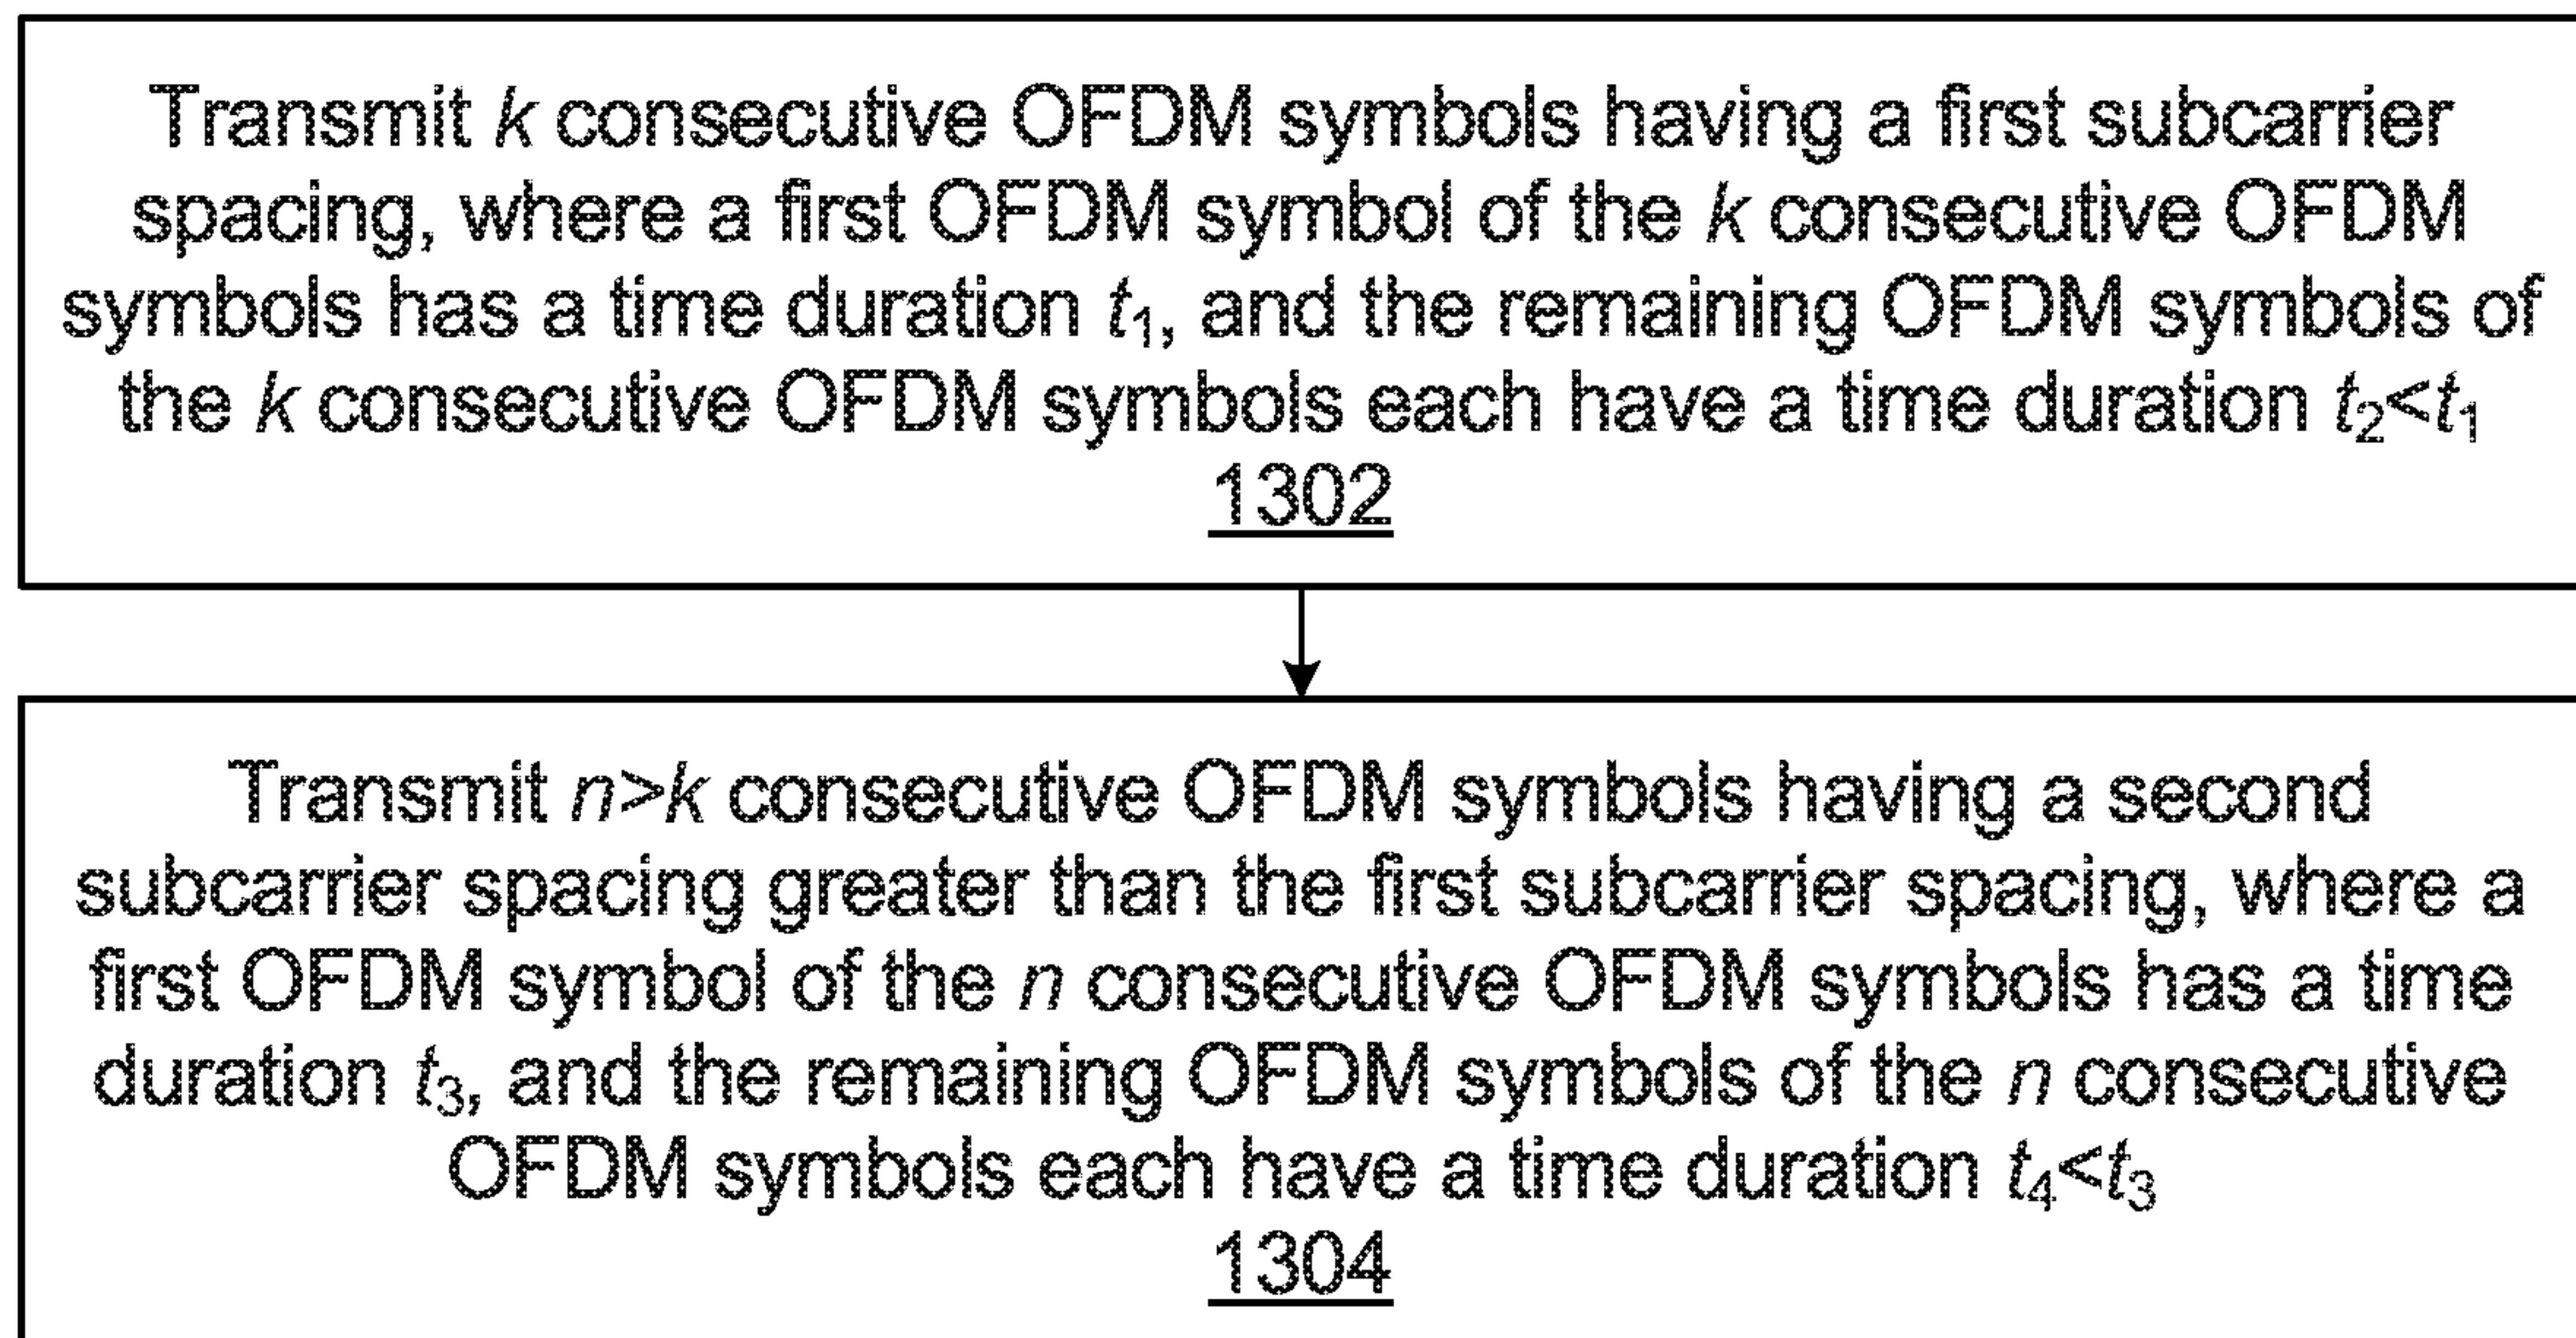 Transmit k consecutive OFDM symbols having a first subcarrier
spacing, where a first OFDM symbol of the k consecutive OFDM
symbols has a time duration t₁, and the remaining OFDM symbols of
the k consecutive OFDM symbols each have a time duration t₂<t₁
1302
Transmit n>k consecutive OFDM symbols having a second
subcarrier spacing greater than the first subcarrier spacing, where a
first OFDM symbol of the n consecutive OFDM symbols has a time
duration t₃, and the remaining OFDM symbols of the n consecutive
OFDM symbols each have a time duration t₄<t₃
1304